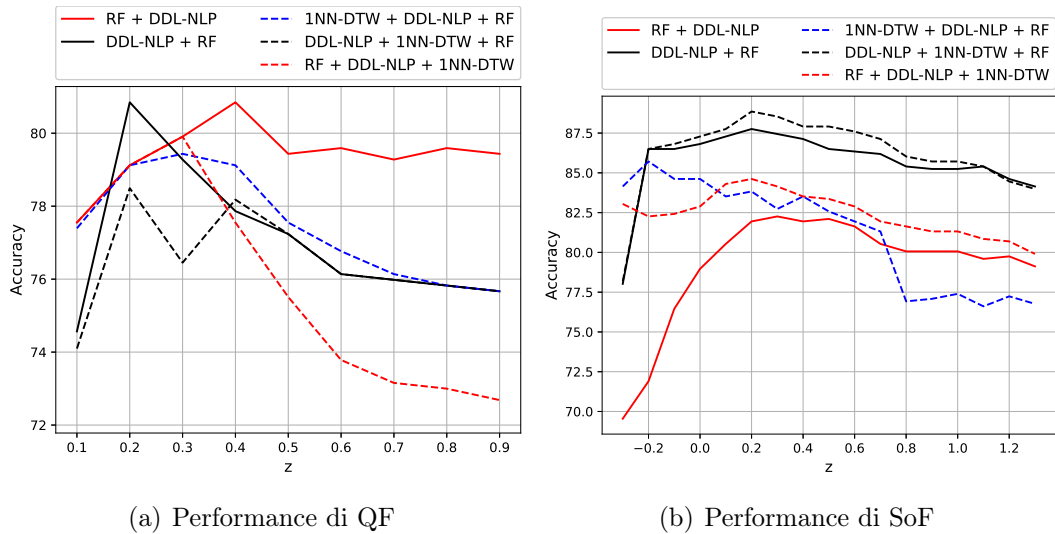 RF + DDL-NLP
DDL-NLP + RF
1NN-DTW + DDL-NLP + RF
DDL-NLP + 1NN-DTW + RF
RF + DDL-NLP + 1NN-DTW
Accuracy
80
78
76
74
72
0.1 0.2 0.3 0.4 0.5 0.6 0.7 0.8 0.9
z
(a) Performance di QF
RF + DDL-NLP
DDL-NLP + RF
1NN-DTW + DDL-NLP + RF
DDL-NLP + 1NN-DTW + RF
RF + DDL-NLP + 1NN-DTW
Accuracy
87.5
85.0
82.5
80.0
77.5
75.0
72.5
70.0
−0.2 0.0 0.2 0.4 0.6 0.8 1.0 1.2
z
(b) Performance di SoF